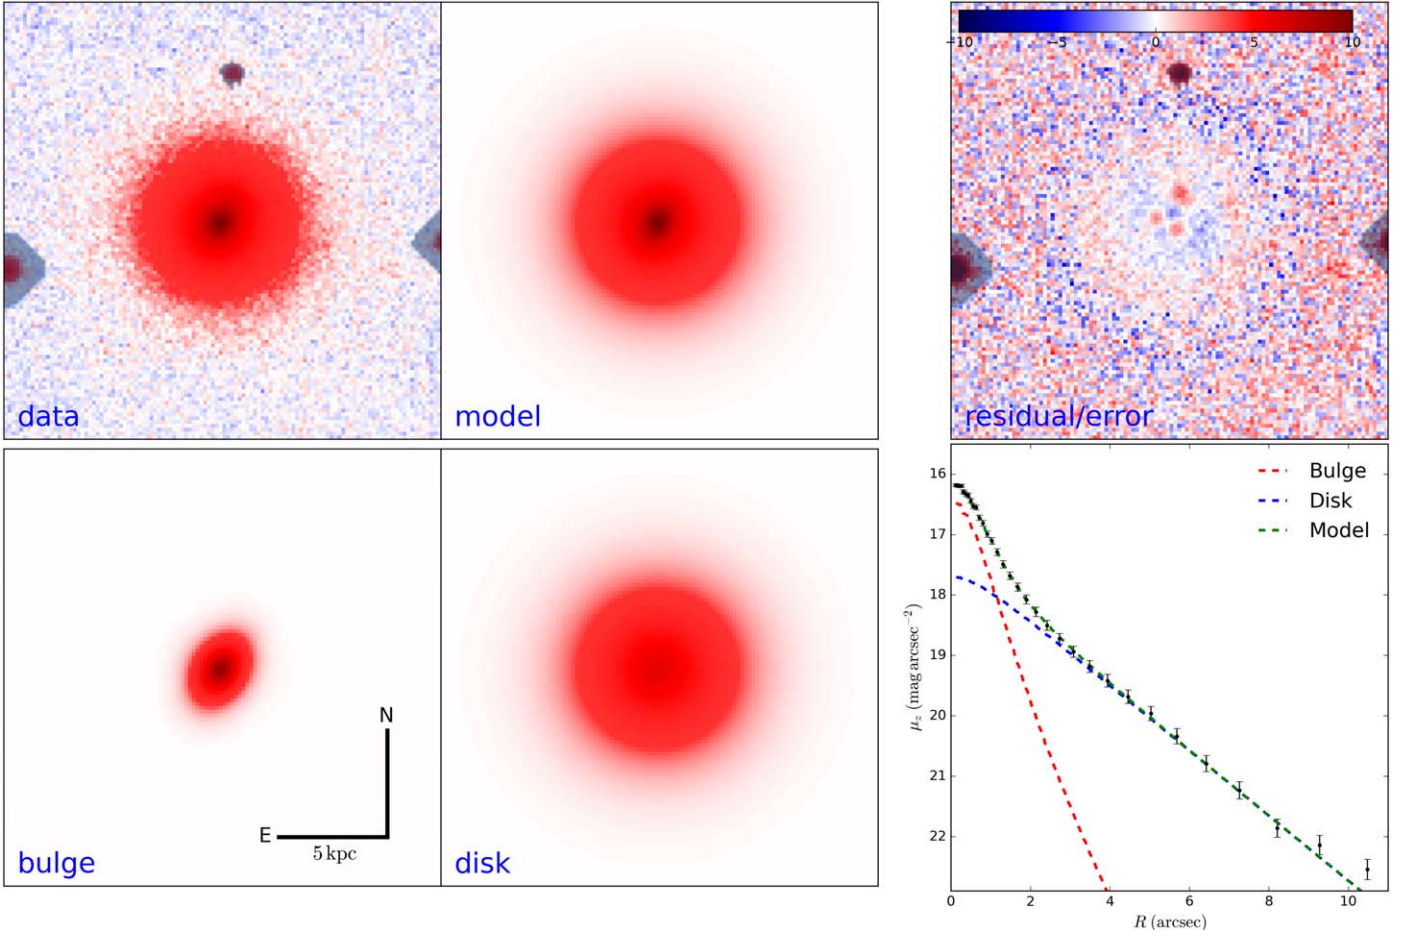 data
model
−10 −5 0 5 10
residual/error
bulge
N
E
5 kpc
disk
Bulge
Disk
Model
16
17
18
19
20
21
22
μz (mag arcsec−2)
0 2 4 6 8 10
R (arcsec)